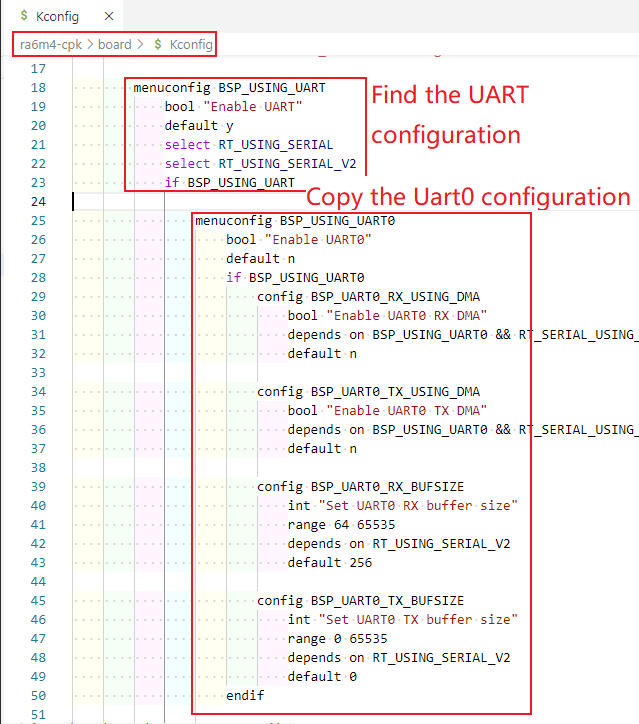 Kconfig
ra6m4-cpk > board > $ Kconfig
17
18 menuconfig BSP_USING_UART
19 bool "Enable UART"
20 default y
21 select RT_USING_SERIAL
22 select RT_USING_SERIAL_V2
23 if BSP_USING_UART
Find the UART
configuration
24
Copy the Uart0 configuration
25 menuconfig BSP_USING_UART0
26 bool "Enable UART0"
27 default n
28 if BSP_USING_UART0
29 config BSP_UART0_RX_USING_DMA
30 bool "Enable UART0 RX DMA"
31 depends on BSP_USING_UART0 && RT_SERIAL_USING_
32 default n
33
34 config BSP_UART0_TX_USING_DMA
35 bool "Enable UART0 TX DMA"
36 depends on BSP_USING_UART0 && RT_SERIAL_USING_
37 default n
38
39 config BSP_UART0_RX_BUFSIZE
40 int "Set UART0 RX buffer size"
41 range 64 65535
42 depends on RT_USING_SERIAL_V2
43 default 256
44
45 config BSP_UART0_TX_BUFSIZE
46 int "Set UART0 TX buffer size"
47 range 0 65535
48 depends on RT_USING_SERIAL_V2
49 default 0
50 endif
51